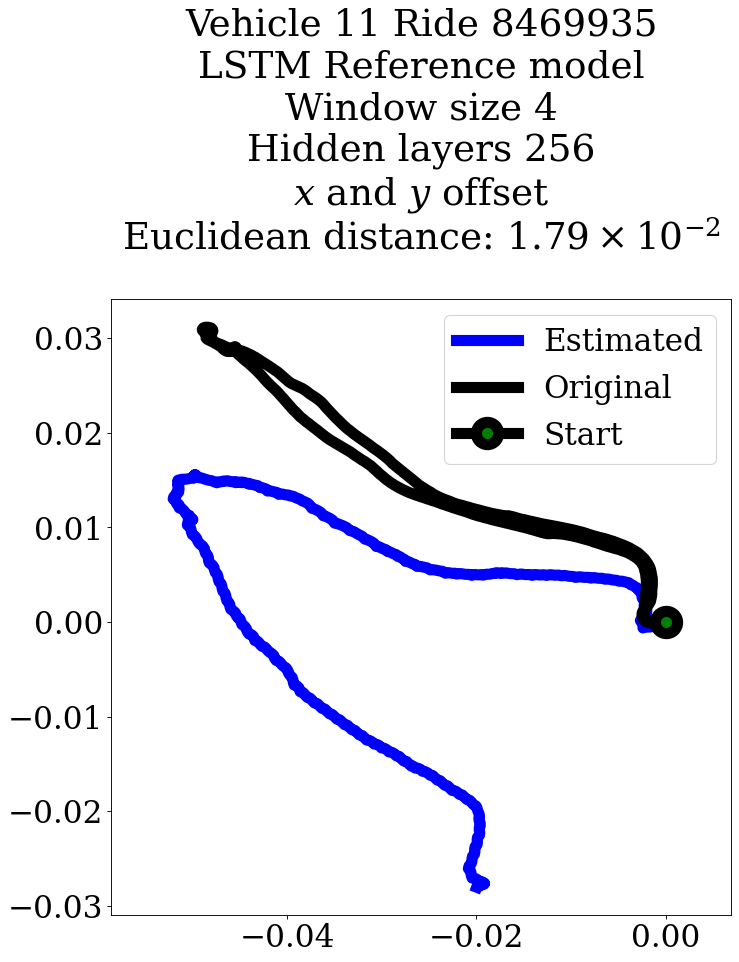 Vehicle 11 Ride 8469935
LSTM Reference model
Window size 4
Hidden layers 256
x and y offset
Euclidean distance: 1.79 × 10⁻²
Estimated
Original
Start
0.03
0.02
0.01
0.00
−0.01
−0.02
−0.03
−0.04
−0.02
0.00